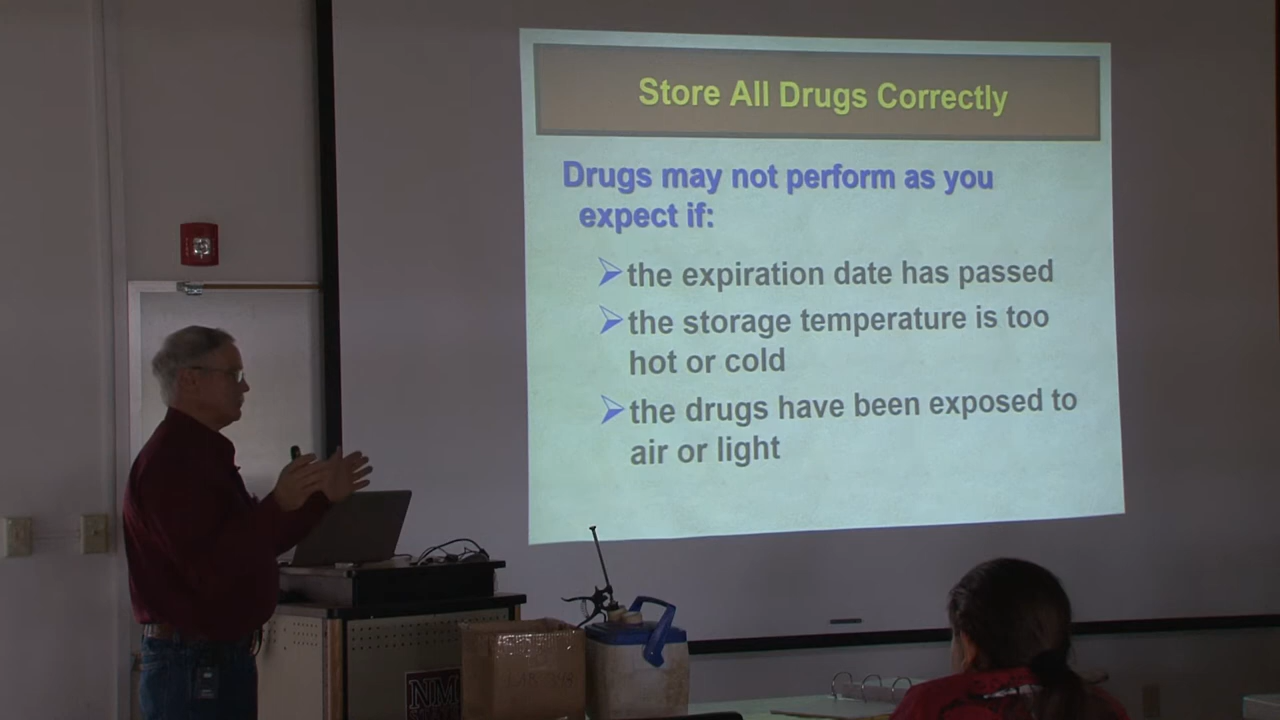 Store All Drugs Correctly
Drugs may not perform as you
expect if:
the expiration date has passed
the storage temperature is too
hot or cold
the drugs have been exposed to
air or light
NM